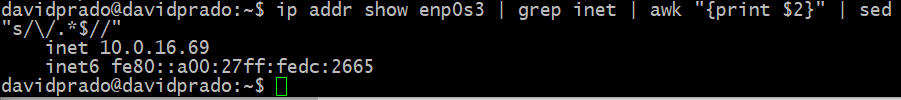 davidprado@davidprado:~$ ip addr show enp0s3 | grep inet | awk "{print $2}" | sed
"s/\/.*$//"
    inet 10.0.16.69
    inet6 fe80::a00:27ff:fedc:2665
davidprado@davidprado:~$